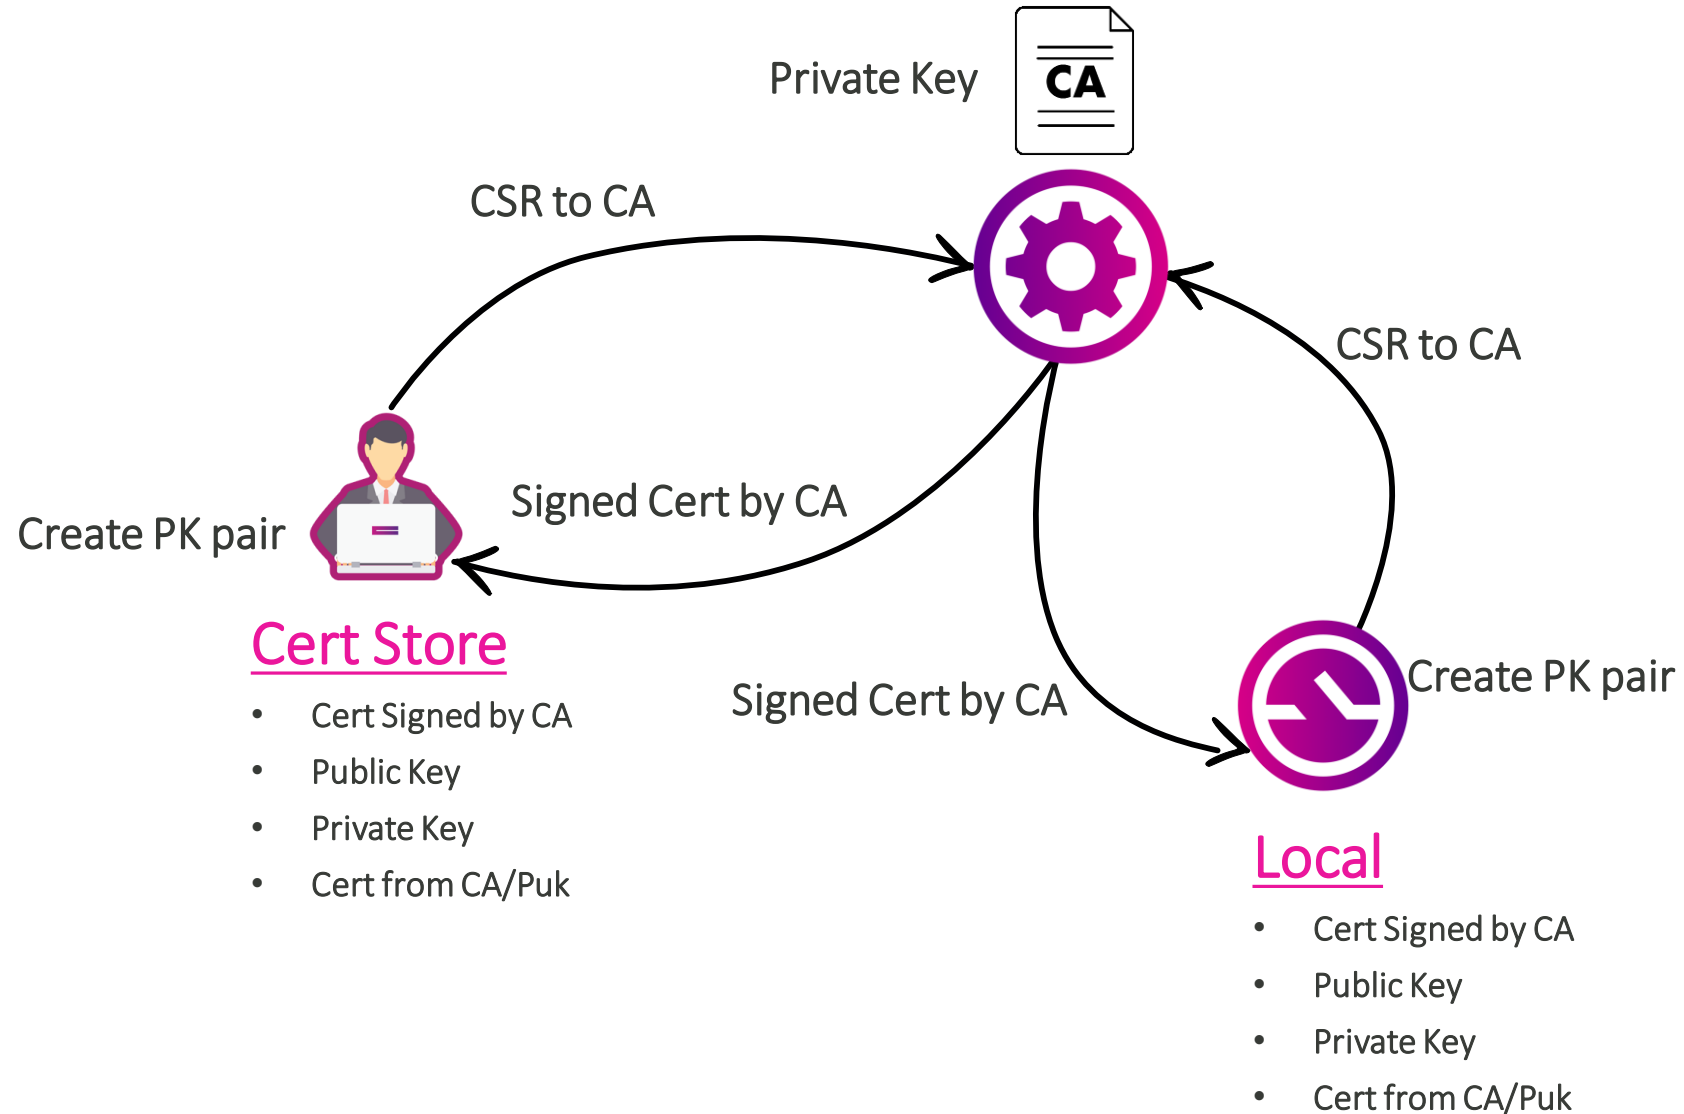 Private Key
CA
CSR to CA
CSR to CA
Signed Cert by CA
Create PK pair
Cert Store
• Cert Signed by CA
• Public Key
• Private Key
• Cert from CA/Puk
Signed Cert by CA
Create PK pair
Local
• Cert Signed by CA
• Public Key
• Private Key
• Cert from CA/Puk